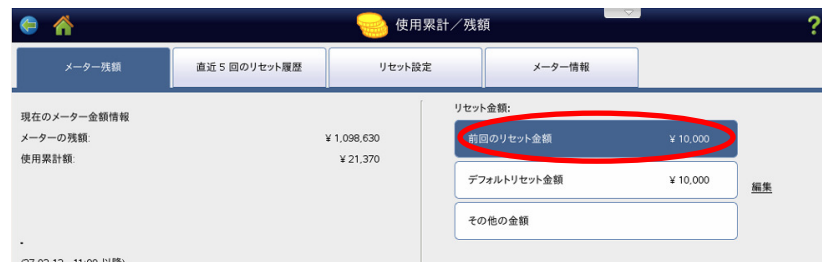 使用累計／残額
?
メーター残額
直近 5 回のリセット履歴
リセット設定
メーター情報
現在のメーター金額情報
メーターの残額: ¥ 1,098,630
使用累計額: ¥ 21,370
-
リセット金額:
前回のリセット金額 ¥ 10,000
デフォルトリセット金額 ¥ 10,000
編集
その他の金額